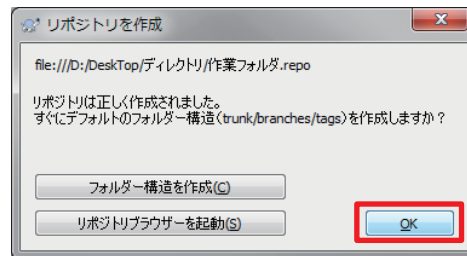 リポジトリを作成
file:///D:/DeskTop/ディレクトリ/作業フォルダ.repo
リポジトリは正しく作成されました。
すぐにデフォルトのフォルダー構造(trunk/branches/tags)を作成しますか?
フォルダー構造を作成(C)
リポジトリブラウザーを起動(S)
OK